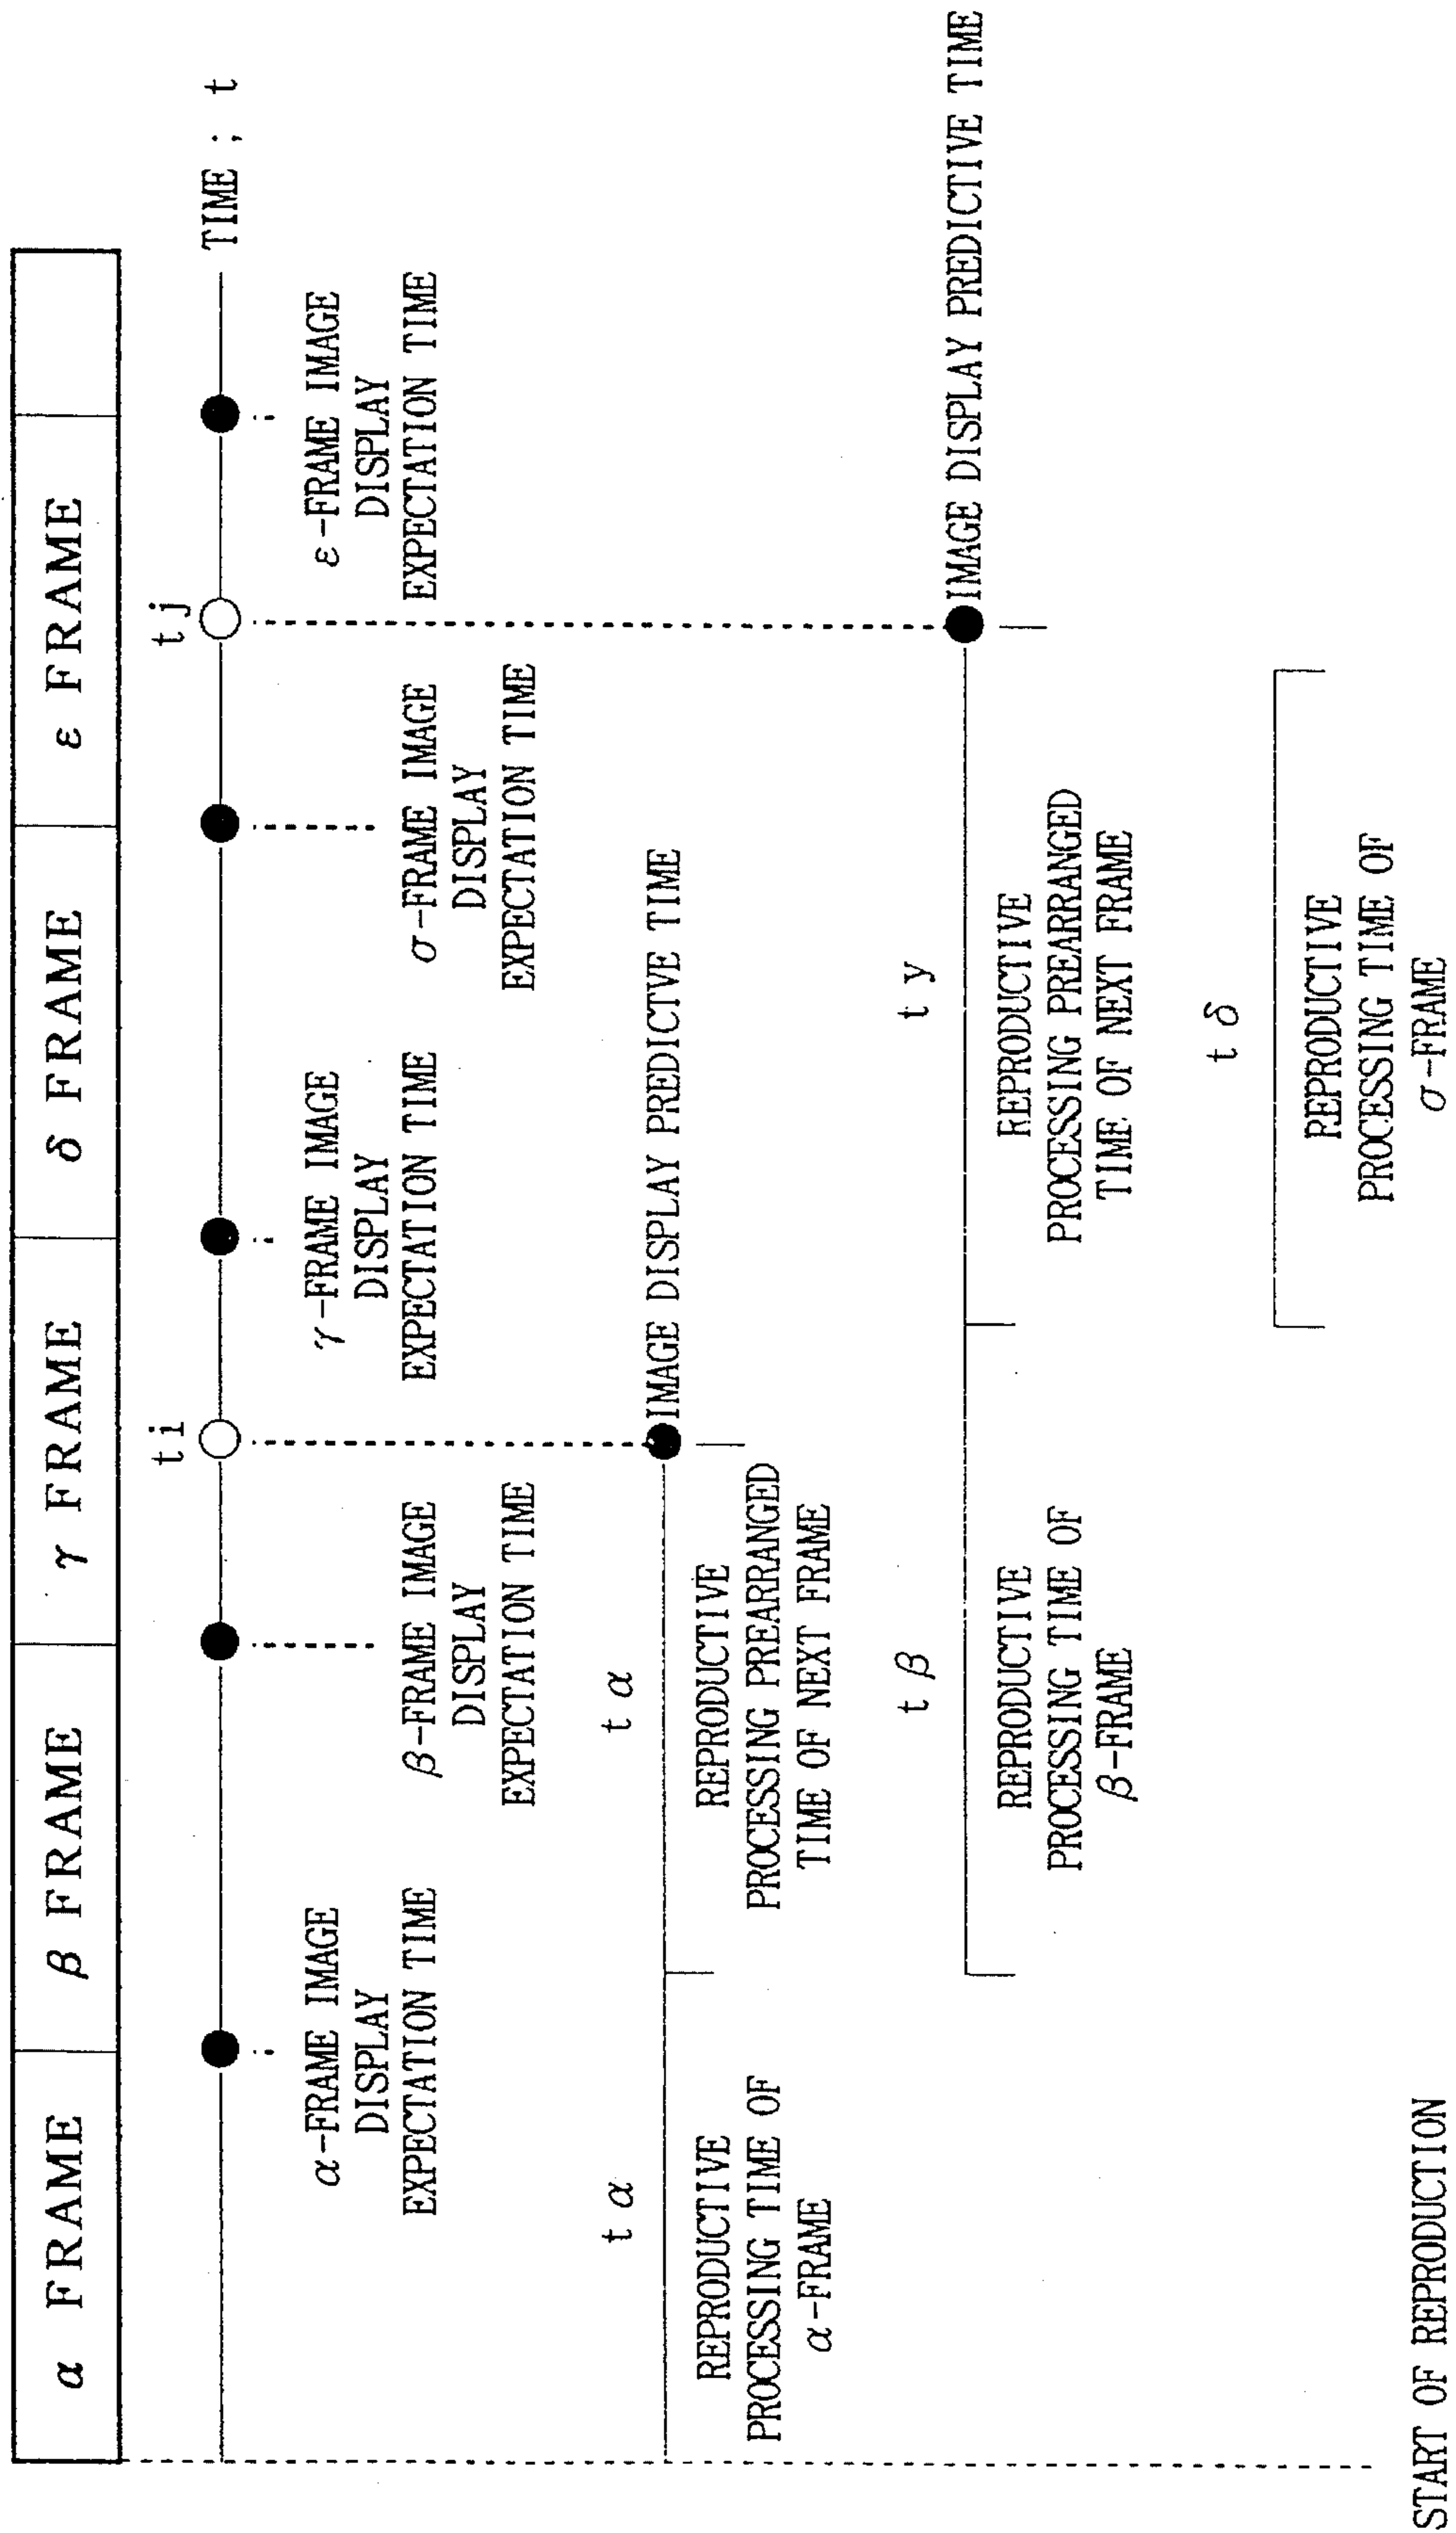 α FRAME
β FRAME
γ FRAME
δ FRAME
ε FRAME
ti
tj
TIME ; t
α-FRAME IMAGE
DISPLAY
EXPECTATION TIME
β-FRAME IMAGE
DISPLAY
EXPECTATION TIME
γ-FRAME IMAGE
DISPLAY
EXPECTATION TIME
σ-FRAME IMAGE
DISPLAY
EXPECTATION TIME
ε-FRAME IMAGE
DISPLAY
EXPECTATION TIME
t α
t α
IMAGE DISPLAY PREDICTVE TIME
REPRODUCTIVE
PROCESSING TIME OF
α-FRAME
REPRODUCTIVE
PROCESSING PREARRANGED
TIME OF NEXT FRAME
t β
t y
IMAGE DISPLAY PREDICTIVE TIME
REPRODUCTIVE
PROCESSING TIME OF
β-FRAME
REPRODUCTIVE
PROCESSING PREARRANGED
TIME OF NEXT FRAME
t δ
REPRODUCTIVE
PROCESSING TIME OF
σ-FRAME
START OF REPRODUCTION